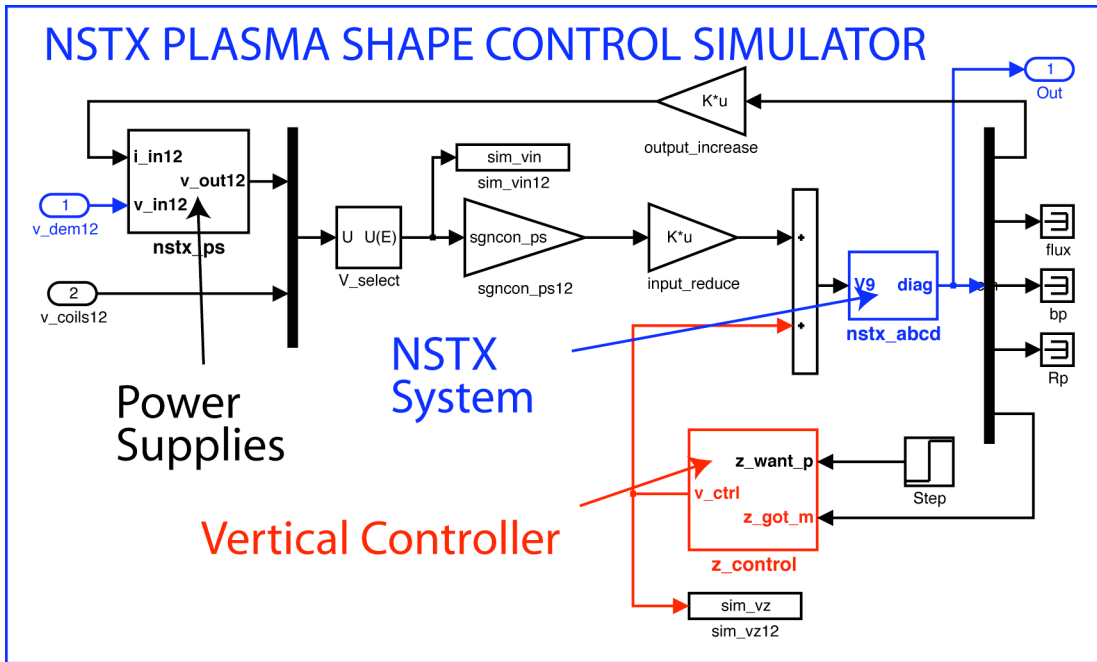 NSTX PLASMA SHAPE CONTROL SIMULATOR
1
Out
K*u
output_increase
i_in12
v_out12
v_in12
nstx_ps
1
v_dem12
2
v_coils12
U U(E)
V_select
sim_vin
sim_vin12
sgncon_ps
sgncon_ps12
K*u
input_reduce
+
+
V9 diag
nstx_abcd
flux
bp
Rp
Power
Supplies
NSTX
System
z_want_p
v_ctrl
z_got_m
z_control
Step
Vertical Controller
sim_vz
sim_vz12